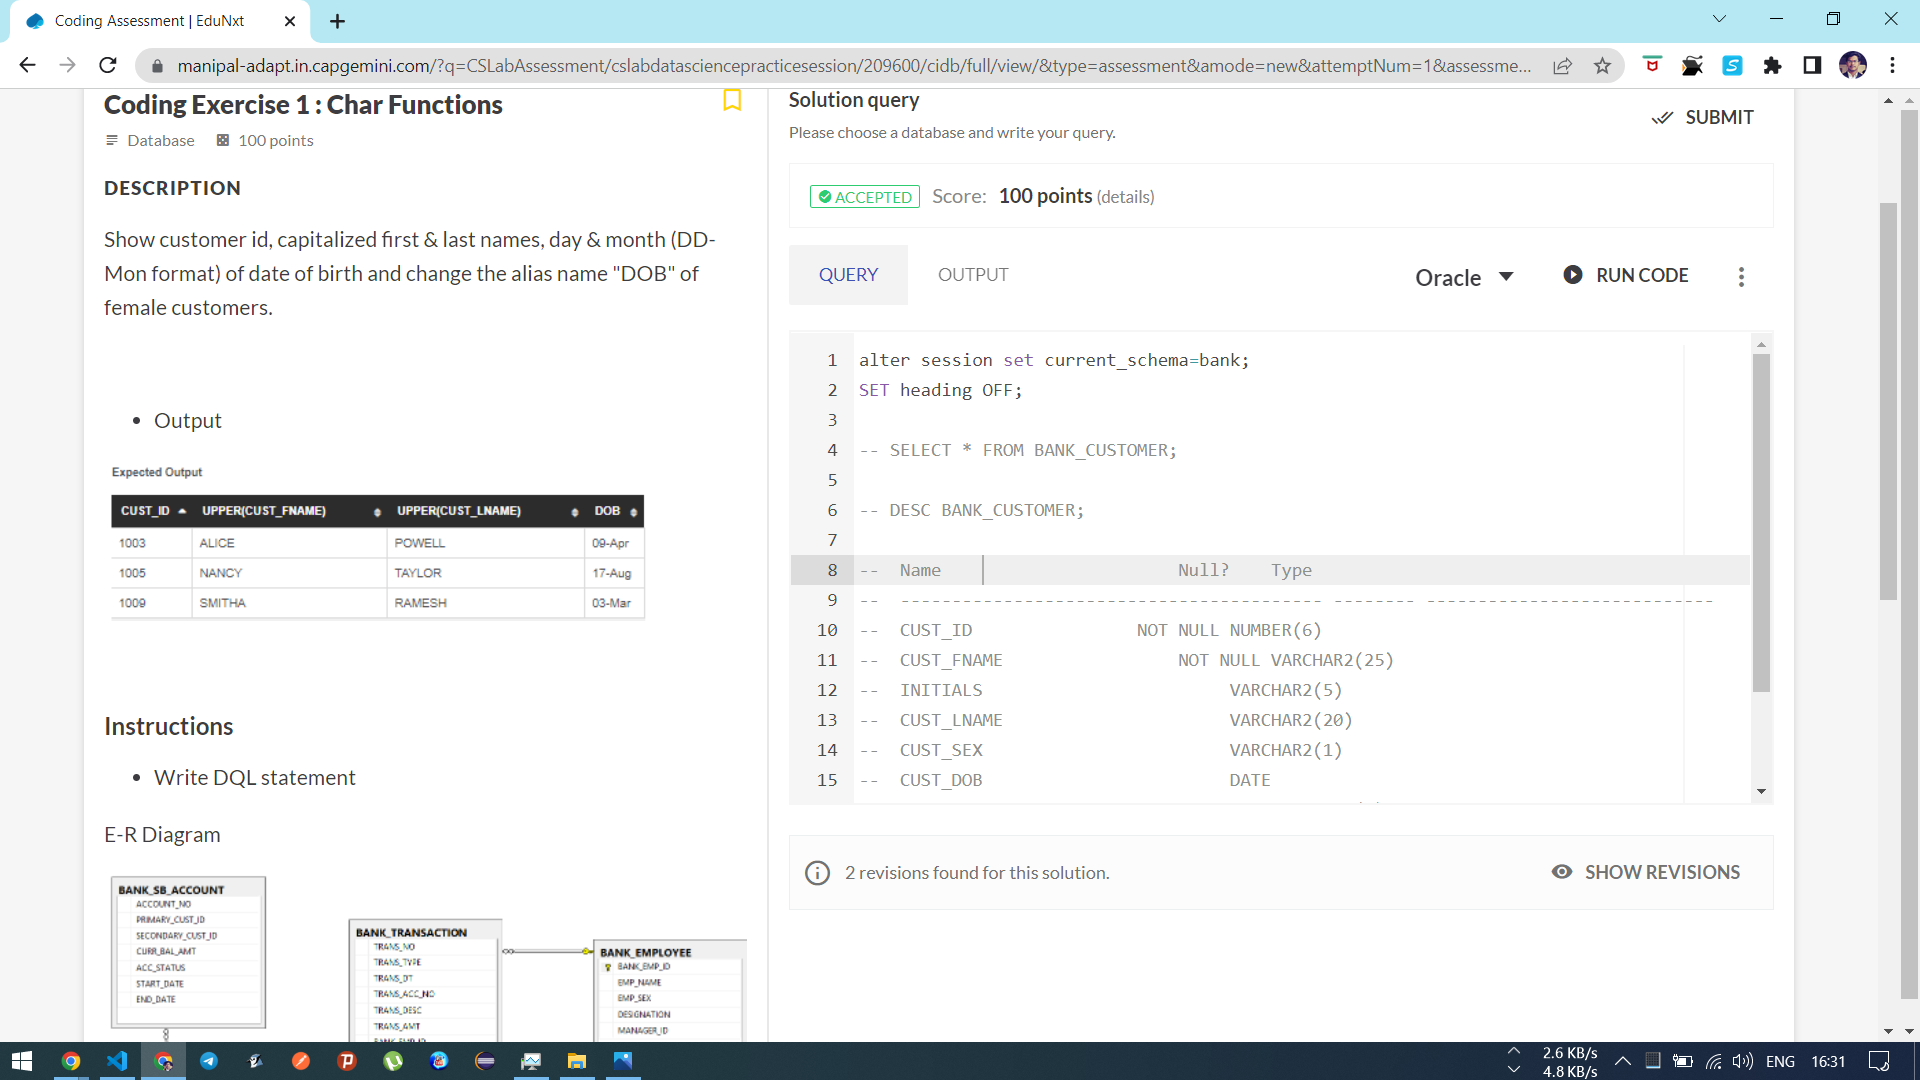 Coding Assessment | EduNxt
manipal-adapt.in.capgemini.com/?q=CSLabAssessment/cslabdatasciencepracticesession/209600/cidb/full/view/&type=assessment&amode=new&attemptNum=1&assessme...
Coding Exercise 1 : Char Functions
Database 100 points
DESCRIPTION
Show customer id, capitalized first & last names, day & month (DD-
Mon format) of date of birth and change the alias name "DOB" of
female customers.
Output
Expected Output
CUST_ID UPPER(CUST_FNAME) UPPER(CUST_LNAME) DOB
1003 ALICE POWELL 09-Apr
1005 NANCY TAYLOR 17-Aug
1009 SMITHA RAMESH 03-Mar
Instructions
Write DQL statement
E-R Diagram
BANK_SB_ACCOUNT
ACCOUNT_NO
PRIMARY_CUST_ID
SECONDARY_CUST_ID
CURR_BAL_AMT
ACC_STATUS
START_DATE
END_DATE
BANK_TRANSACTION
TRANS_NO
TRANS_TYPE
TRANS_DT
TRANS_ACC_NO
TRANS_DESC
TRANS_AMT
BANK_EMPLOYEE
BANK_EMP_ID
EMP_NAME
EMP_SEX
DESIGNATION
MANAGER_ID
Solution query
Please choose a database and write your query.
SUBMIT
ACCEPTED Score: 100 points (details)
QUERY OUTPUT Oracle RUN CODE
1 alter session set current_schema=bank;
2 SET heading OFF;
3
4 -- SELECT * FROM BANK_CUSTOMER;
5
6 -- DESC BANK_CUSTOMER;
7
8 -- Name Null? Type
9 -- ----------------------------------------- -------- ----------------------------
10 -- CUST_ID NOT NULL NUMBER(6)
11 -- CUST_FNAME NOT NULL VARCHAR2(25)
12 -- INITIALS VARCHAR2(5)
13 -- CUST_LNAME VARCHAR2(20)
14 -- CUST_SEX VARCHAR2(1)
15 -- CUST_DOB DATE
2 revisions found for this solution.
SHOW REVISIONS
2.6 KB/s
4.8 KB/s
ENG 16:31